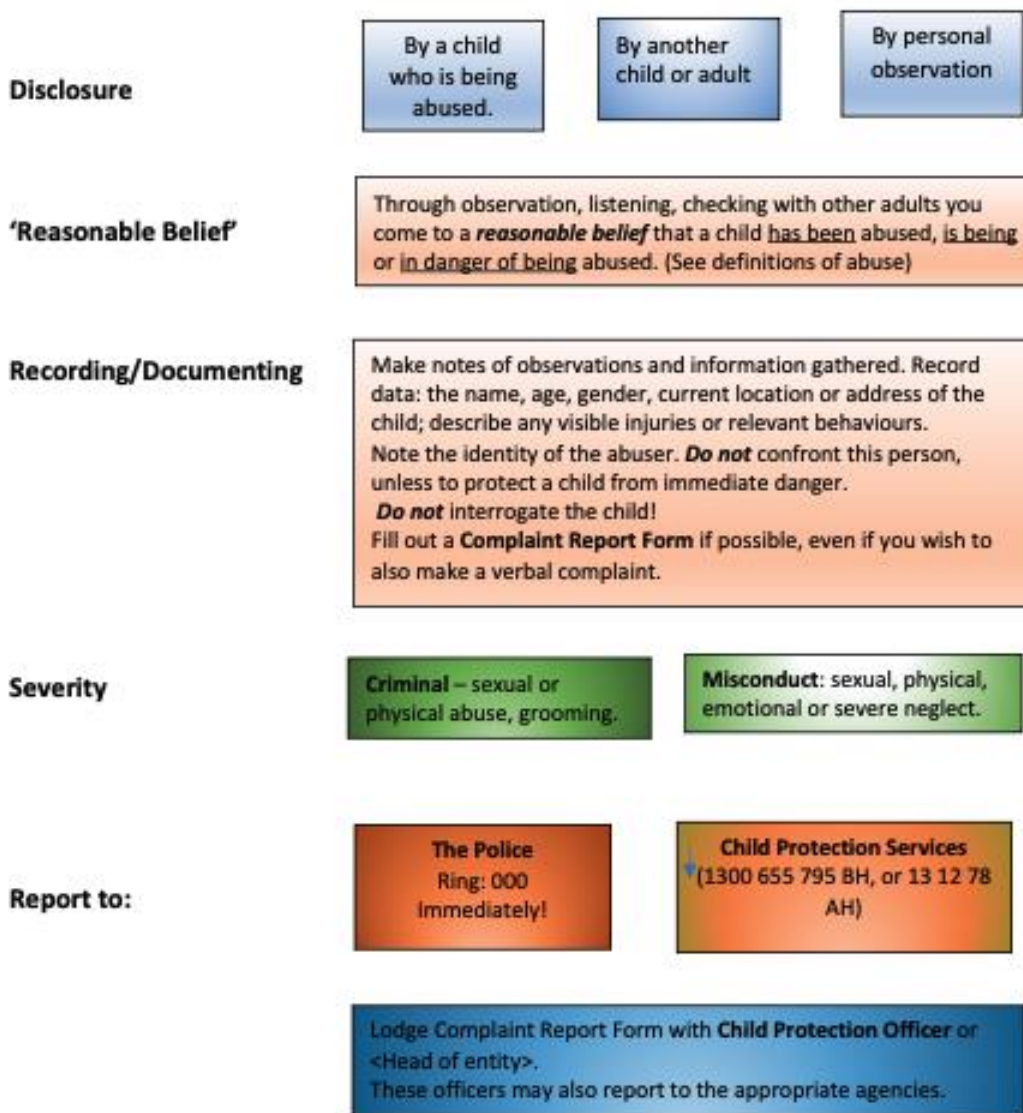 Disclosure
By a child
who is being
abused.
By another
child or adult
By personal
observation
'Reasonable Belief'
Through observation, listening, checking with other adults you
come to a reasonable belief that a child has been abused, is being
or in danger of being abused. (See definitions of abuse)
Recording/Documenting
Make notes of observations and information gathered. Record
data: the name, age, gender, current location or address of the
child; describe any visible injuries or relevant behaviours.
Note the identity of the abuser. Do not confront this person,
unless to protect a child from immediate danger.
Do not interrogate the child!
Fill out a Complaint Report Form if possible, even if you wish to
also make a verbal complaint.
Severity
Criminal – sexual or
physical abuse, grooming.
Misconduct: sexual, physical,
emotional or severe neglect.
Report to:
The Police
Ring: 000
Immediately!
Child Protection Services
(1300 655 795 BH, or 13 12 78
AH)
Lodge Complaint Report Form with Child Protection Officer or
<Head of entity>.
These officers may also report to the appropriate agencies.